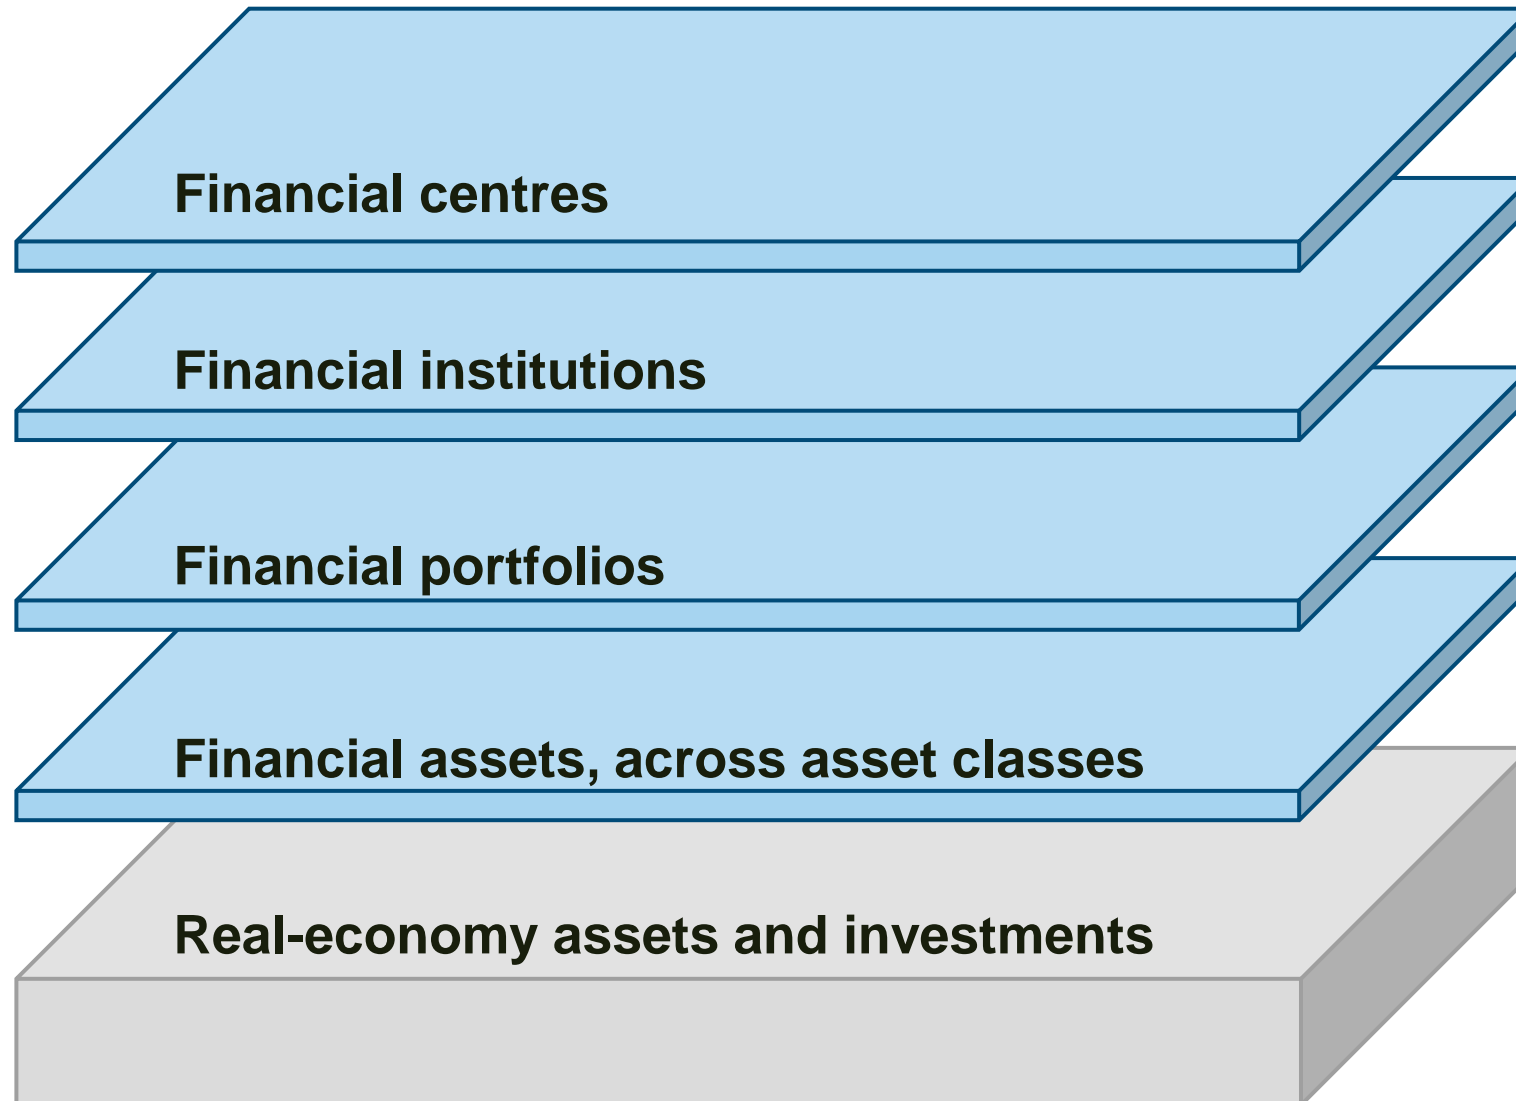 Financial centres
Financial institutions
Financial portfolios
Financial assets, across asset classes
Real-economy assets and investments